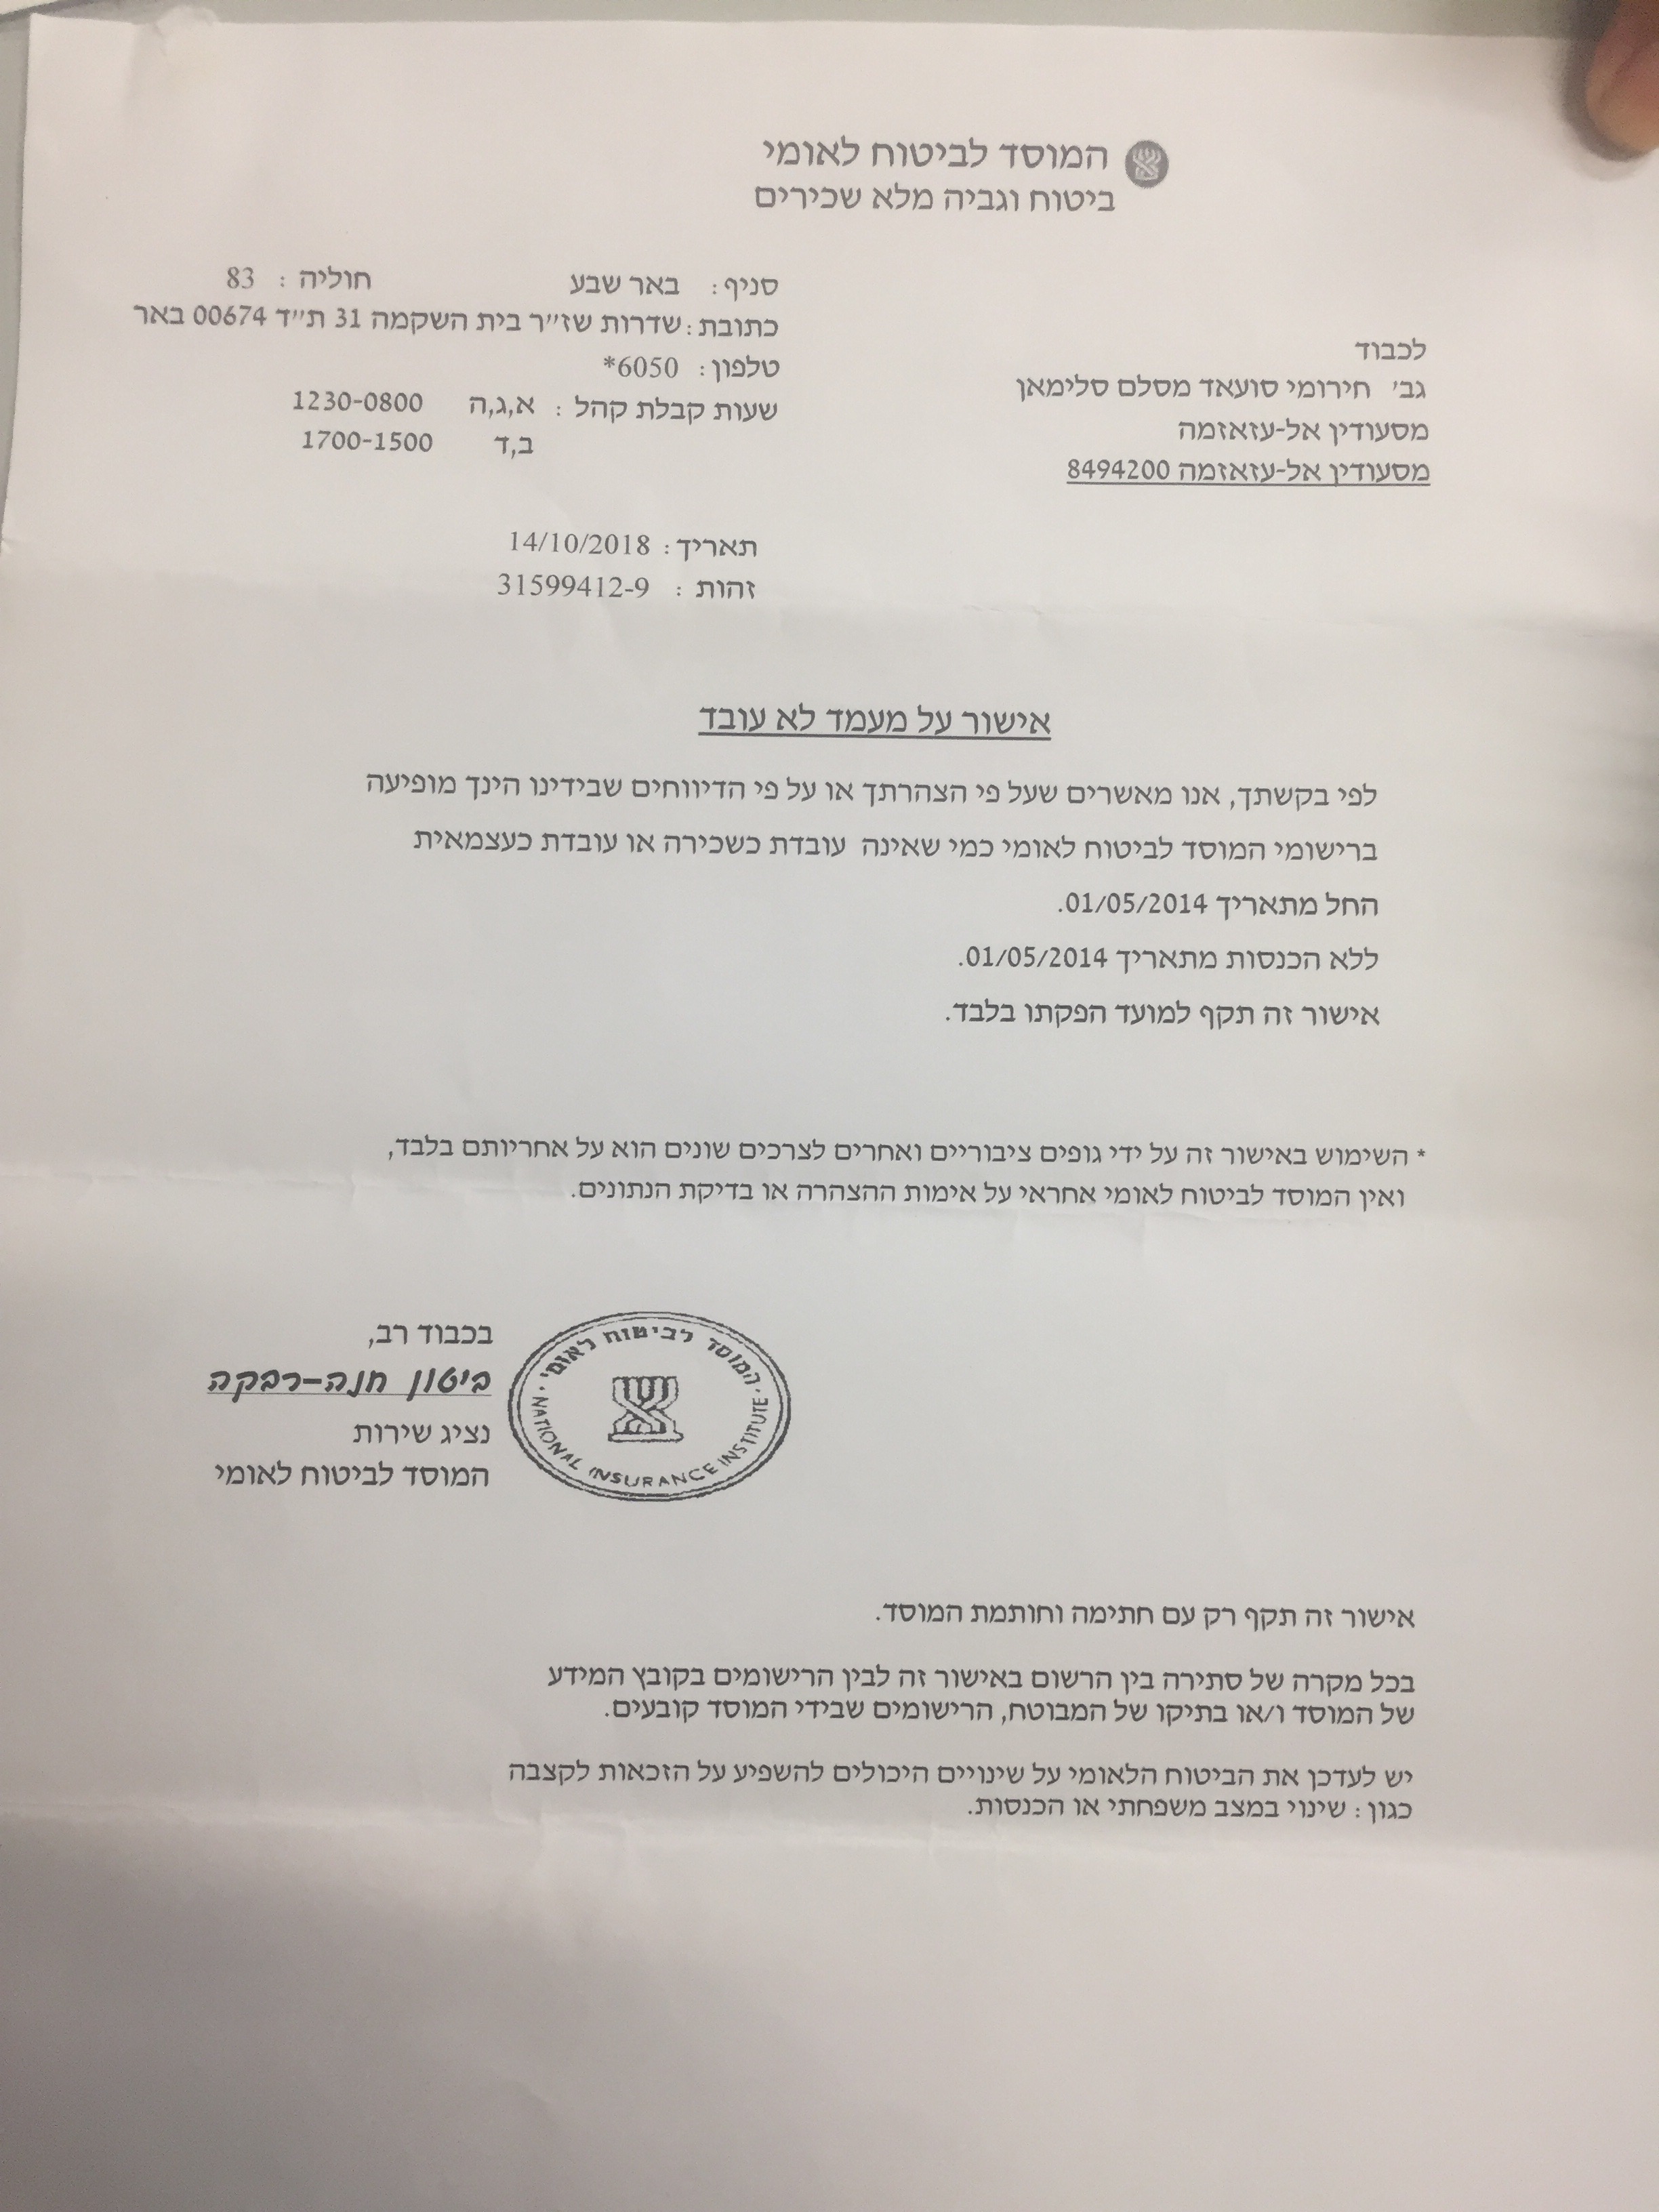 המוסד לביטוח לאומי
ביטוח וגביה מלא שכירים
סניף: באר שבע חוליה: 83
כתובת: שדרות שז״ר בית השקמה 31 ת״ד 00674 באר
טלפון: 6050*
שעות קבלת קהל: א,ג,ה 1230-0800
ב,ד 1700-1500
לכבוד
גב' חירומי סועאד מסלם סלימאן
מסעודין אל-עזאזמה
מסעודין אל-עזאזמה 8494200
תאריך: 14/10/2018
זהות: 31599412-9
אישור על מעמד לא עובד
לפי בקשתך, אנו מאשרים שעל פי הצהרתך או על פי הדיווחים שבידינו הינך מופיעה
ברישומי המוסד לביטוח לאומי כמי שאינה עובדת כשכירה או עובדת כעצמאית
החל מתאריך 01/05/2014.
ללא הכנסות מתאריך 01/05/2014.
אישור זה תקף למועד הפקתו בלבד.
* השימוש באישור זה על ידי גופים ציבוריים ואחרים לצרכים שונים הוא על אחריותם בלבד,
ואין המוסד לביטוח לאומי אחראי על אימות ההצהרה או בדיקת הנתונים.
בכבוד רב,
ביטון חנה-רבקה
נציג שירות
המוסד לביטוח לאומי
המוסד לביטוח לאומי
NATIONAL INSURANCE INSTITUTE
אישור זה תקף רק עם חתימה וחותמת המוסד.
בכל מקרה של סתירה בין הרשום באישור זה לבין הרישומים בקובץ המידע
של המוסד ו/או בתיקו של המבוטח, הרישומים שבידי המוסד קובעים.
יש לעדכן את הביטוח הלאומי על שינויים היכולים להשפיע על הזכאות לקצבה
כגון: שינוי במצב משפחתי או הכנסות.